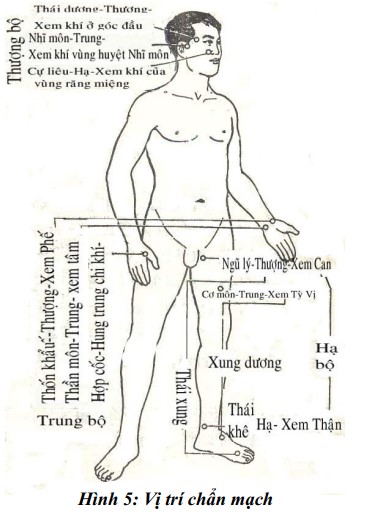 Thái dương-Thượng-
Xem khí ở góc đầu
Nhĩ môn-Trung-
Xem khí vùng huyệt Nhĩ môn
Cự liêu-Hạ-Xem khí của
vùng răng miệng
Thượng bộ
Thốn khẩu--Thượng-Xem Phế
Thần môn-Trung- xem tâm
Hợp cốc-Hung trung chi khí-
Trung bộ
Ngũ lý-Thượng-Xem Can
Cơ môn-Trung-Xem Tỳ Vị
Xung dương
Thái xung
Thái
khê
Hạ- Xem Thận
Hạ
bộ
Hình 5: Vị trí chẩn mạch